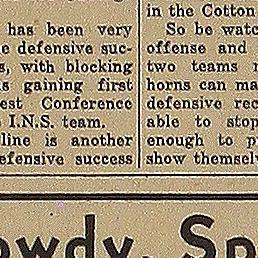 has been very
e defensive suc-
s, with blocking
s gaining first
est Conference
I.N.S. team.
line is another
efensive success
in the Cotton
So be watc
offense and
two teams m
horns can ma
defensive rec
able to stop
enough to p
show themselv
owdy, Sp